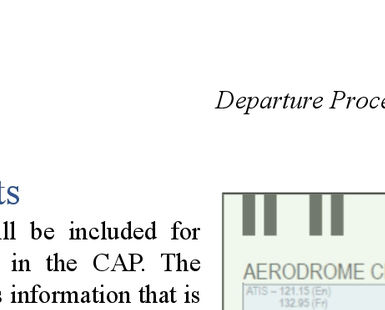 Departure Proce
ts
ll be included for
in the CAP. The
s information that is
AERODROME C
ATIS – 121.15 (En)
132.95 (Fr)